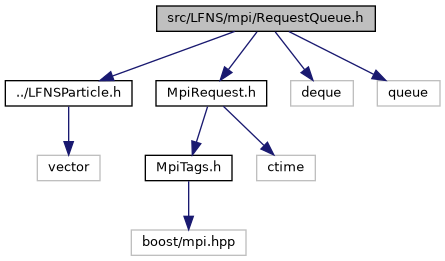 src/LFNS/mpi/RequestQueue.h
../LFNSParticle.h
MpiRequest.h
deque
queue
vector
MpiTags.h
ctime
boost/mpi.hpp